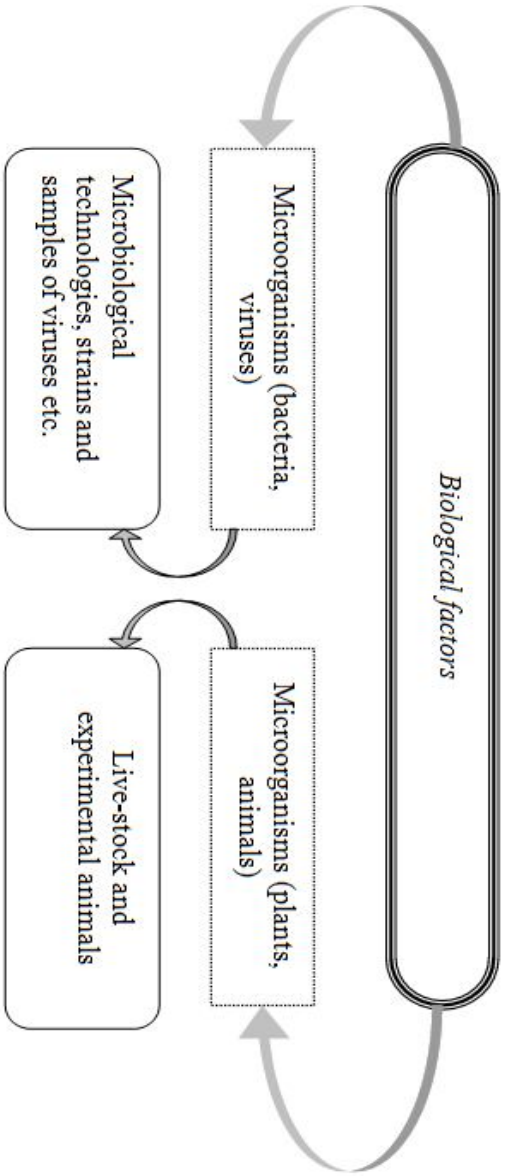 Biological factors
Microorganisms (bacteria,
viruses)
Microorganisms (plants,
animals)
Microbiological
technologies, strains and
samples of viruses etc.
Live-stock and
experimental animals